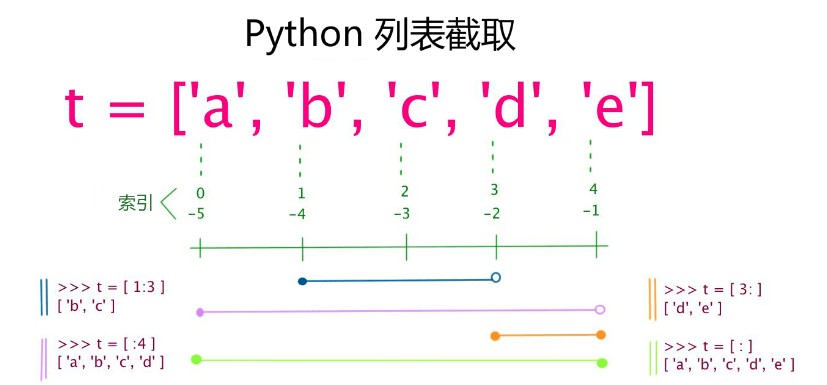 Python 列表截取
t = ['a', 'b', 'c', 'd', 'e']
索引
0 1 2 3 4
-5 -4 -3 -2 -1
>>> t = [ 1:3 ]
[ 'b', 'c' ]
>>> t = [ :4 ]
[ 'a', 'b', 'c', 'd' ]
>>> t = [ 3: ]
[ 'd', 'e' ]
>>> t = [ : ]
[ 'a', 'b', 'c', 'd', 'e' ]